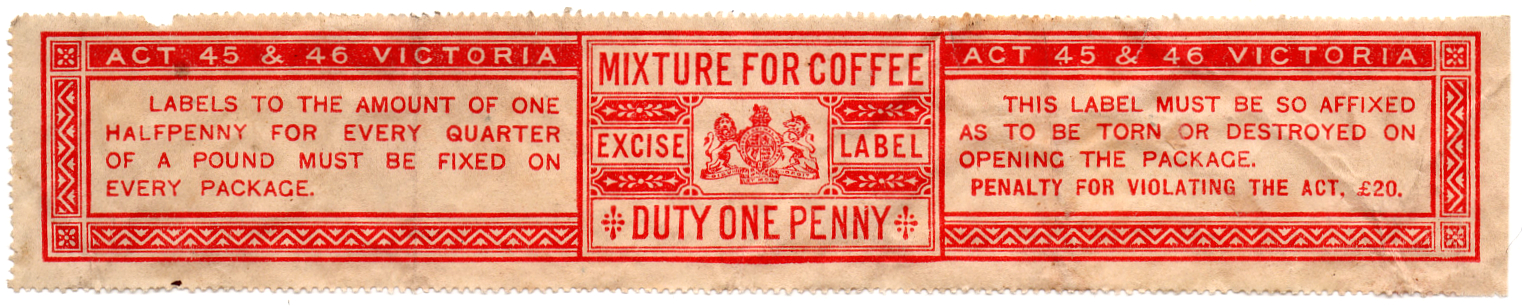 ACT 45 & 46 VICTORIA
LABELS TO THE AMOUNT OF ONE
HALFPENNY FOR EVERY QUARTER
OF A POUND MUST BE FIXED ON
EVERY PACKAGE.
MIXTURE FOR COFFEE
EXCISE LABEL
DUTY ONE PENNY
ACT 45 & 46 VICTORIA
THIS LABEL MUST BE SO AFFIXED
AS TO BE TORN OR DESTROYED ON
OPENING THE PACKAGE.
PENALTY FOR VIOLATING THE ACT, £20.